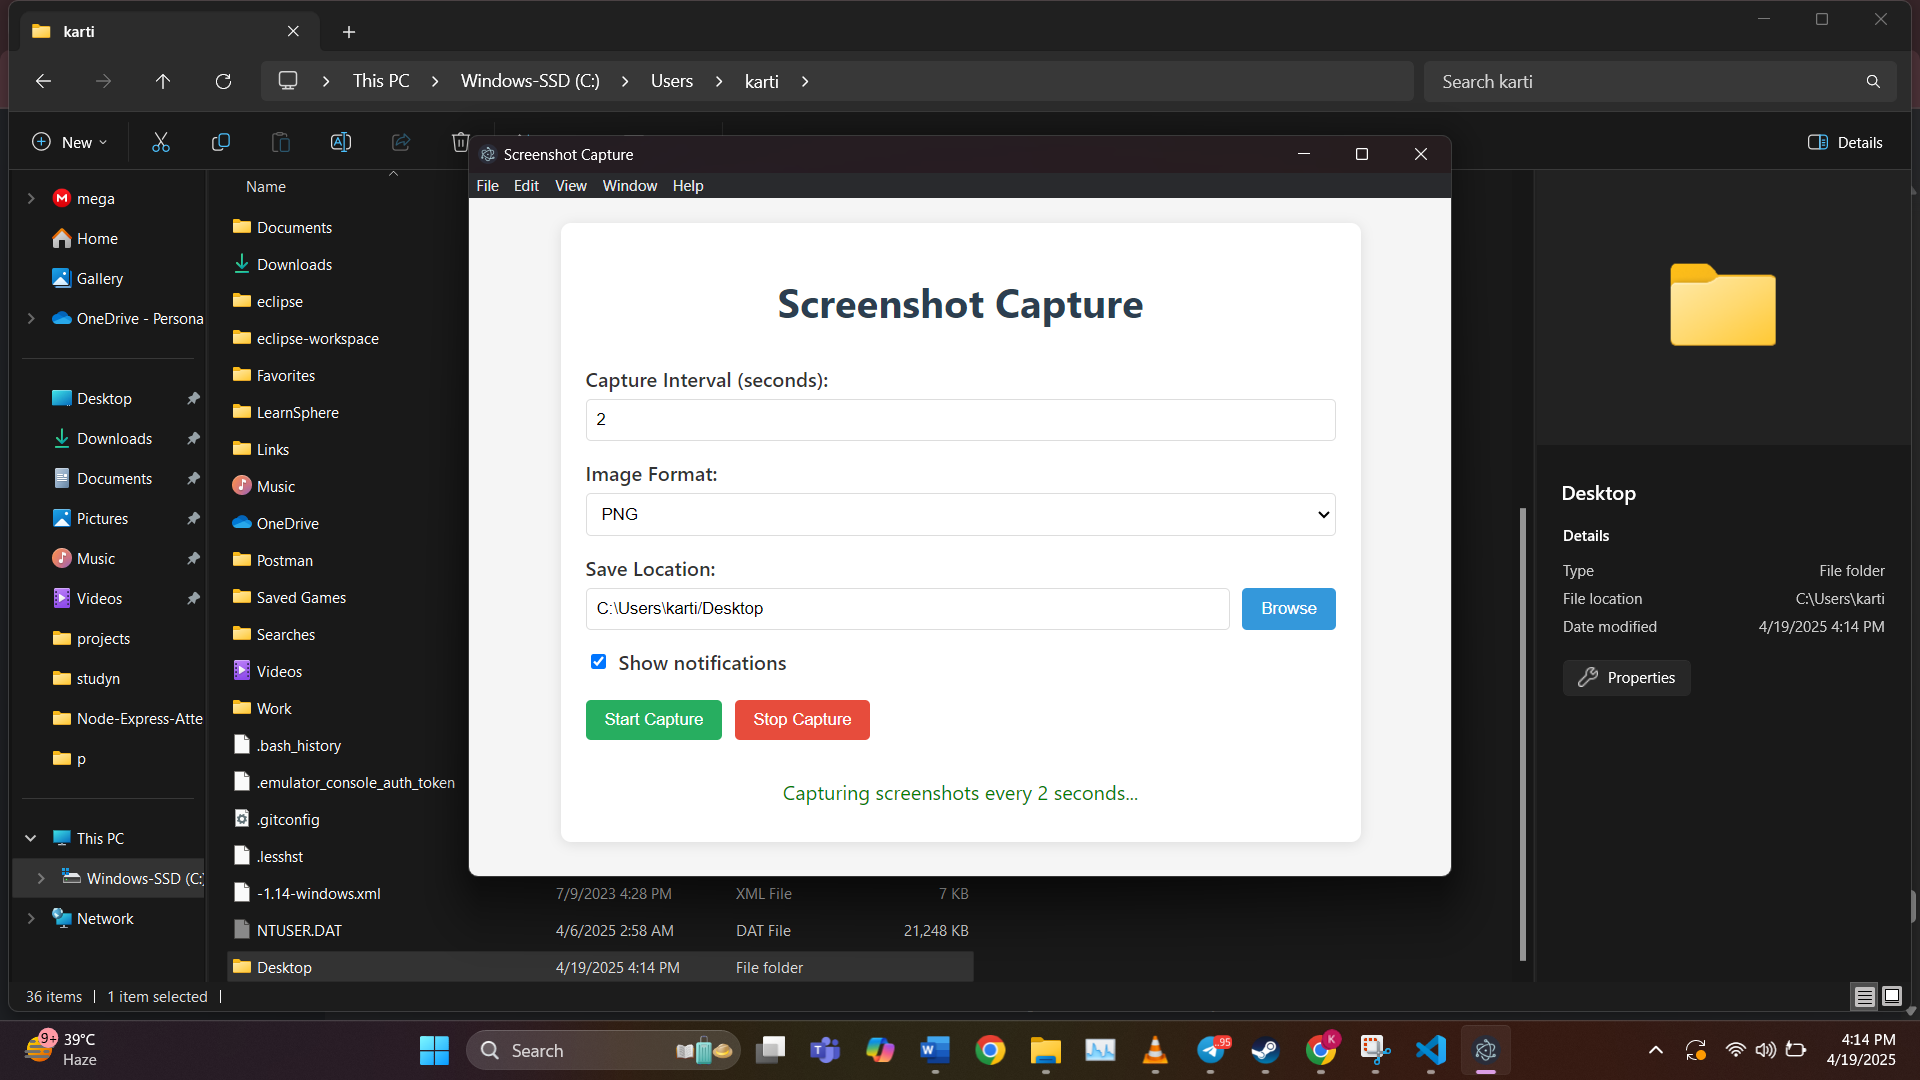 karti
This PC
Windows-SSD (C:)
Users
karti
Search karti
New
Details
mega
Home
Gallery
OneDrive - Persona
Desktop
Downloads
Documents
Pictures
Music
Videos
projects
studyn
Node-Express-Atte
p
This PC
Windows-SSD (C:)
Network
Name
Documents
Downloads
eclipse
eclipse-workspace
Favorites
LearnSphere
Links
Music
OneDrive
Postman
Saved Games
Searches
Videos
Work
.bash_history
.emulator_console_auth_token
.gitconfig
.lesshst
-1.14-windows.xml 7/9/2023 4:28 PM XML File 7 KB
NTUSER.DAT 4/6/2025 2:58 AM DAT File 21,248 KB
Desktop 4/19/2025 4:14 PM File folder
Screenshot Capture
File Edit View Window Help
Screenshot Capture
Capture Interval (seconds):
2
Image Format:
PNG
Save Location:
C:\Users\karti/Desktop
Browse
Show notifications
Start Capture
Stop Capture
Capturing screenshots every 2 seconds...
Desktop
Details
Type File folder
File location C:\Users\karti
Date modified 4/19/2025 4:14 PM
Properties
36 items
1 item selected
9+
39°C
Haze
Search
95
K
4:14 PM
4/19/2025